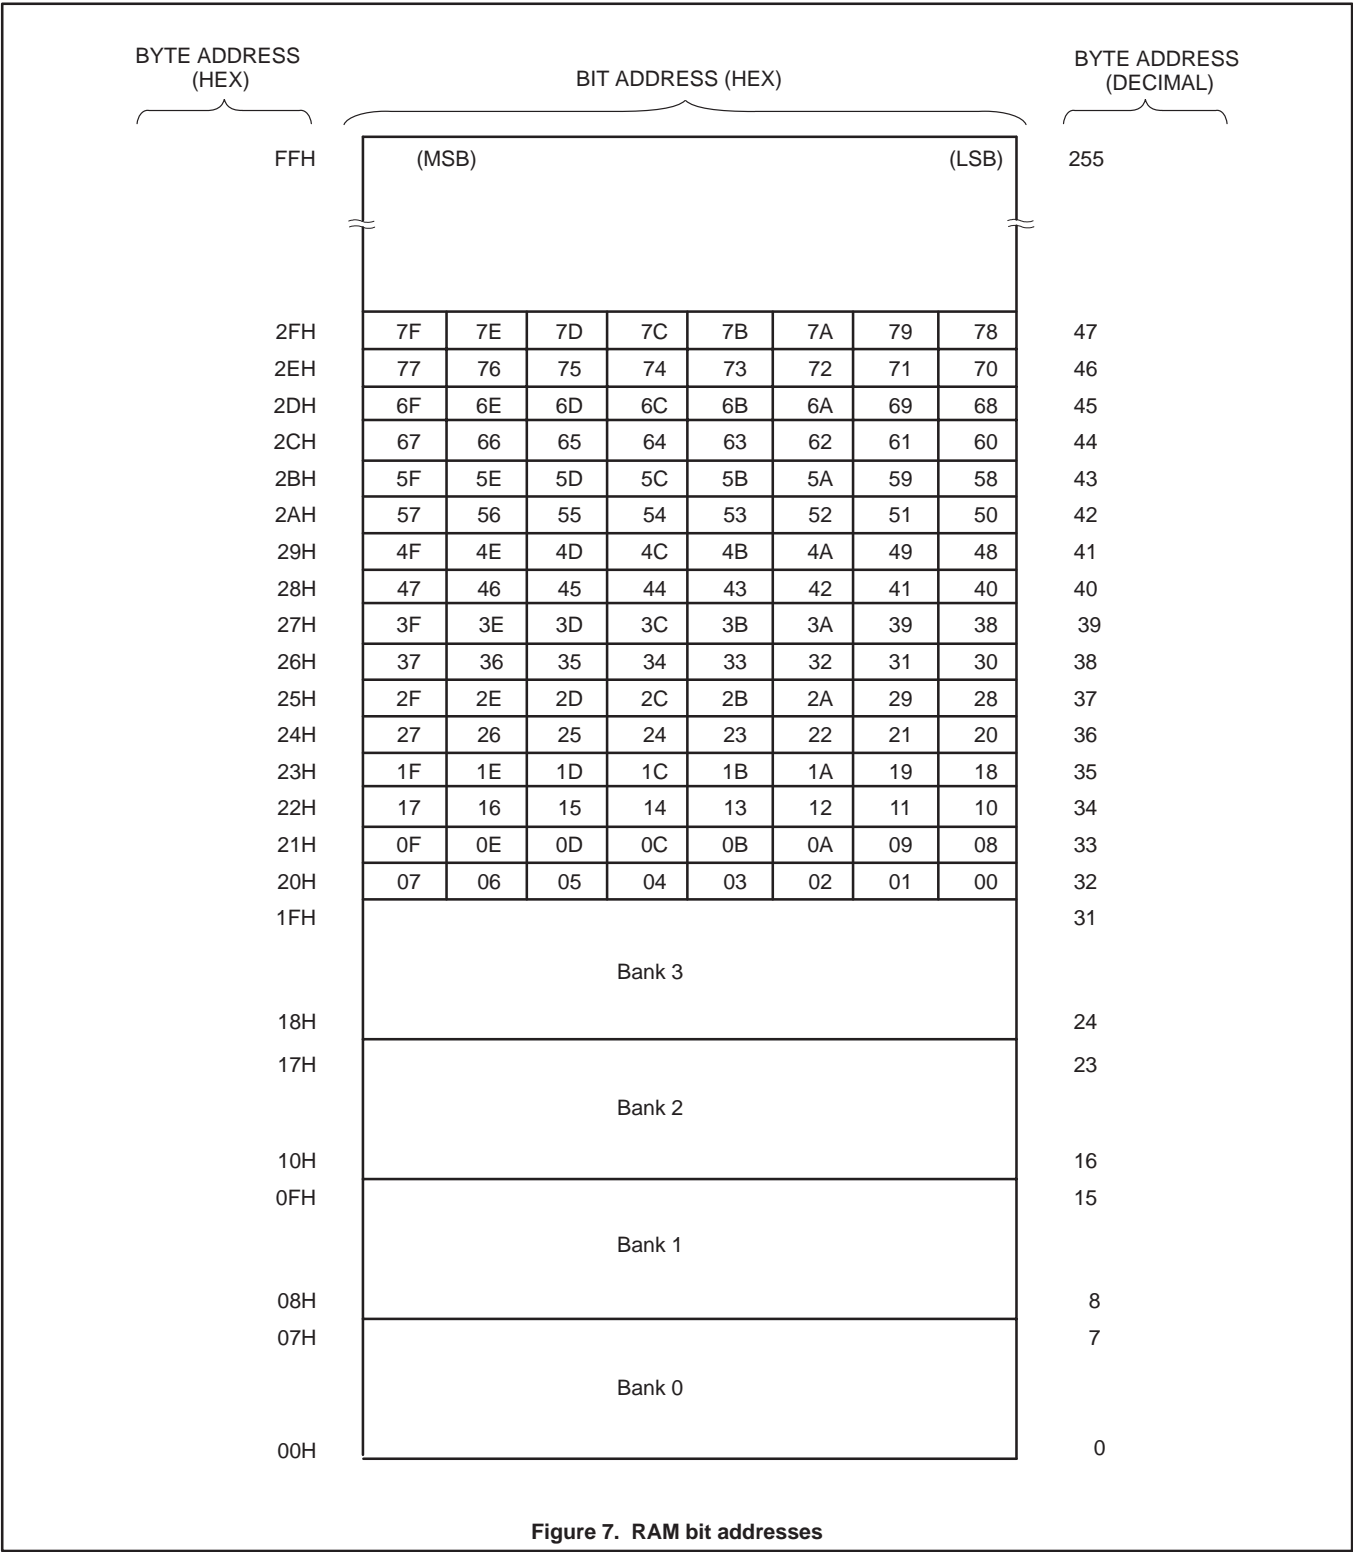 BYTE ADDRESS
(HEX)
BIT ADDRESS (HEX)
BYTE ADDRESS
(DECIMAL)
FFH (MSB) (LSB) 255
2FH 7F 7E 7D 7C 7B 7A 79 78 47
2EH 77 76 75 74 73 72 71 70 46
2DH 6F 6E 6D 6C 6B 6A 69 68 45
2CH 67 66 65 64 63 62 61 60 44
2BH 5F 5E 5D 5C 5B 5A 59 58 43
2AH 57 56 55 54 53 52 51 50 42
29H 4F 4E 4D 4C 4B 4A 49 48 41
28H 47 46 45 44 43 42 41 40 40
27H 3F 3E 3D 3C 3B 3A 39 38 39
26H 37 36 35 34 33 32 31 30 38
25H 2F 2E 2D 2C 2B 2A 29 28 37
24H 27 26 25 24 23 22 21 20 36
23H 1F 1E 1D 1C 1B 1A 19 18 35
22H 17 16 15 14 13 12 11 10 34
21H 0F 0E 0D 0C 0B 0A 09 08 33
20H 07 06 05 04 03 02 01 00 32
1FH 31
Bank 3
18H 24
17H 23
Bank 2
10H 16
0FH 15
Bank 1
08H 8
07H 7
Bank 0
00H 0
Figure 7. RAM bit addresses